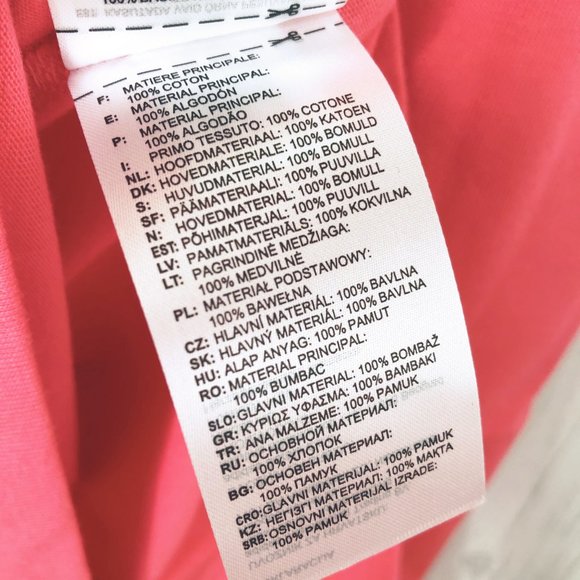 F: MATIERE PRINCIPALE:
100% COTON
E: MATERIAL PRINCIPAL:
100% ALGODÓN
P: MATERIAL PRINCIPAL:
100% ALGODÃO
I: PRIMO TESSUTO: 100% COTONE
NL: HOOFDMATERIAAL: 100% KATOEN
DK: HOVEDMATERIALE: 100% BOMULD
S: HUVUDMATERIAL: 100% BOMULL
SF: PÄÄMATERIAALI: 100% PUUVILLA
N: HOVEDMATERIAL: 100% BOMULL
EST: PÕHIMATERJAL: 100% PUUVILL
LV: PAMATMATERIĀLS: 100% KOKVILNA
LT: PAGRINDINĖ MEDŽIAGA:
100% MEDVILNĖ
PL: MATERIAŁ PODSTAWOWY:
100% BAWEŁNA
CZ: HLAVNÍ MATERIÁL: 100% BAVLNA
SK: HLAVNÝ MATERIÁL: 100% BAVLNA
HU: ALAP ANYAG: 100% PAMUT
RO: MATERIAL PRINCIPAL:
100% BUMBAC
SLO: GLAVNI MATERIAL: 100% BOMBAŽ
GR: ΚΥΡΙΟΣ ΥΦΑΣΜΑ: 100% ΒΑΜΒΑΚΙ
TR: ANA MALZEME: 100% PAMUK
RU: ОСНОВНОЙ МАТЕРИАЛ:
100% ХЛОПОК
BG: ОСНОВЕН МАТЕРИАЛ:
100% ПАМУК
CRO: GLAVNI MATERIJAL: 100% PAMUK
KZ: НЕГІЗГІ МАТЕРИАЛ: 100% МАКТА
SRB: OSNOVNI MATERIJAL IZRADE:
100% PAMUK